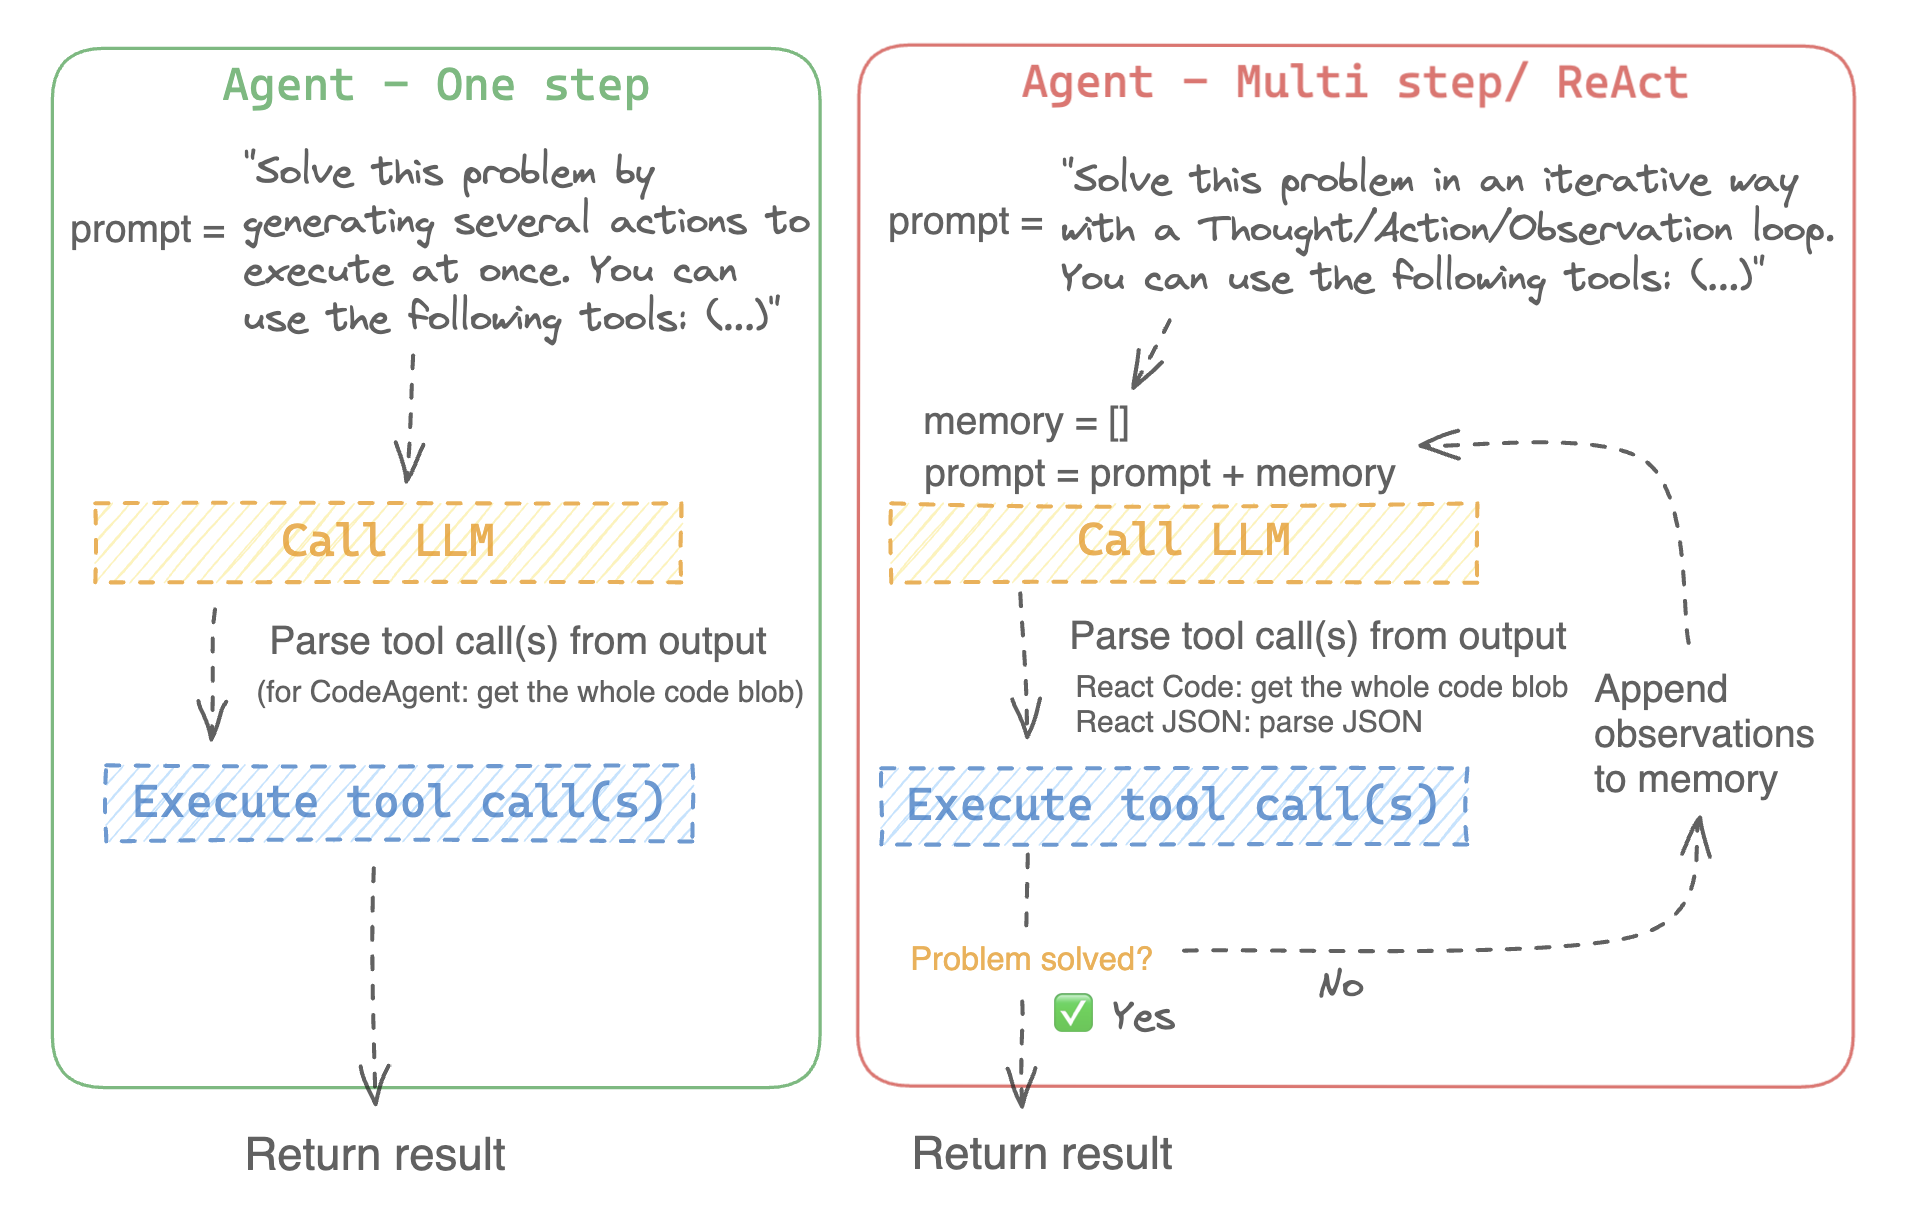 Agent - One step
prompt =
"Solve this problem by
generating several actions to
execute at once. You can
use the following tools: (...)"
Call LLM
Parse tool call(s) from output
(for CodeAgent: get the whole code blob)
Execute tool call(s)
Return result
Agent - Multi step/ ReAct
prompt =
"Solve this problem in an iterative way
with a Thought/Action/Observation loop.
You can use the following tools: (...)"
memory = []
prompt = prompt + memory
Call LLM
Parse tool call(s) from output
React Code: get the whole code blob
React JSON: parse JSON
Append
observations
to memory
Execute tool call(s)
Problem solved?
No
✅ Yes
Return result